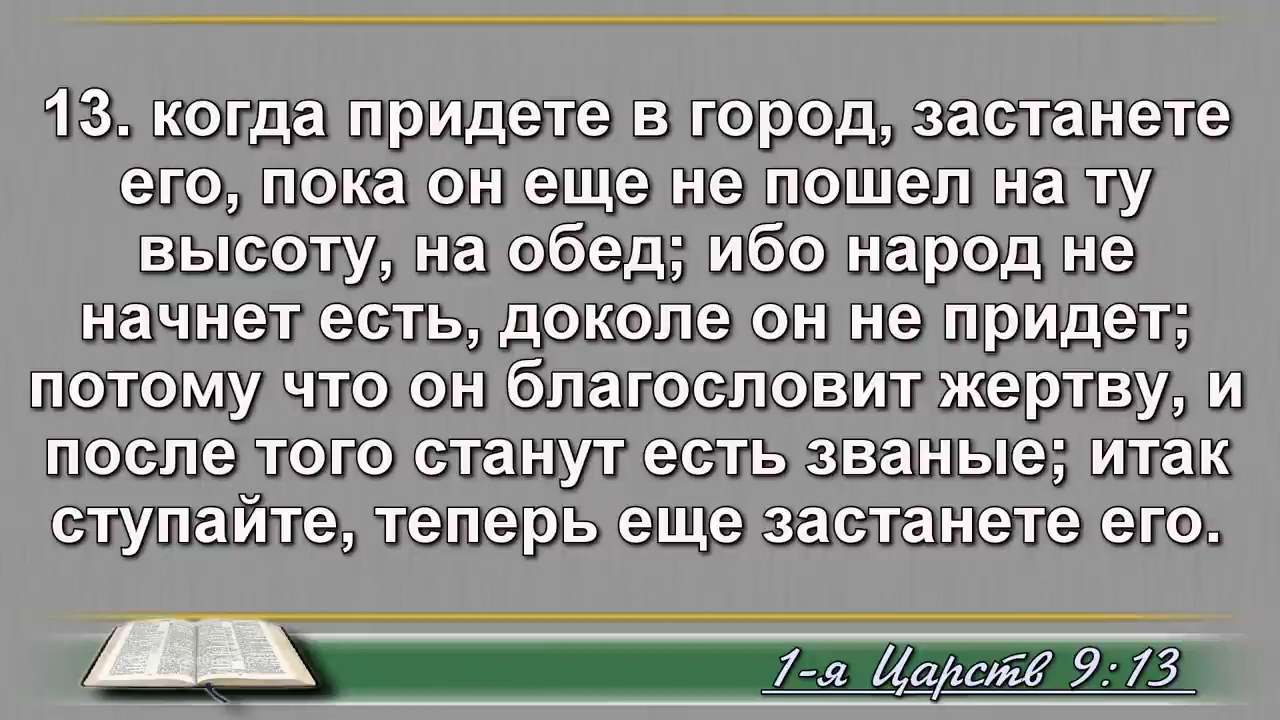 13. когда придете в город, застанете
его, пока он еще не пошел на ту
высоту, на обед; ибо народ не
начнет есть, доколе он не придет;
потому что он благословит жертву, и
после того станут есть званые; итак
ступайте, теперь еще застанете его.
1-я Царств 9:13